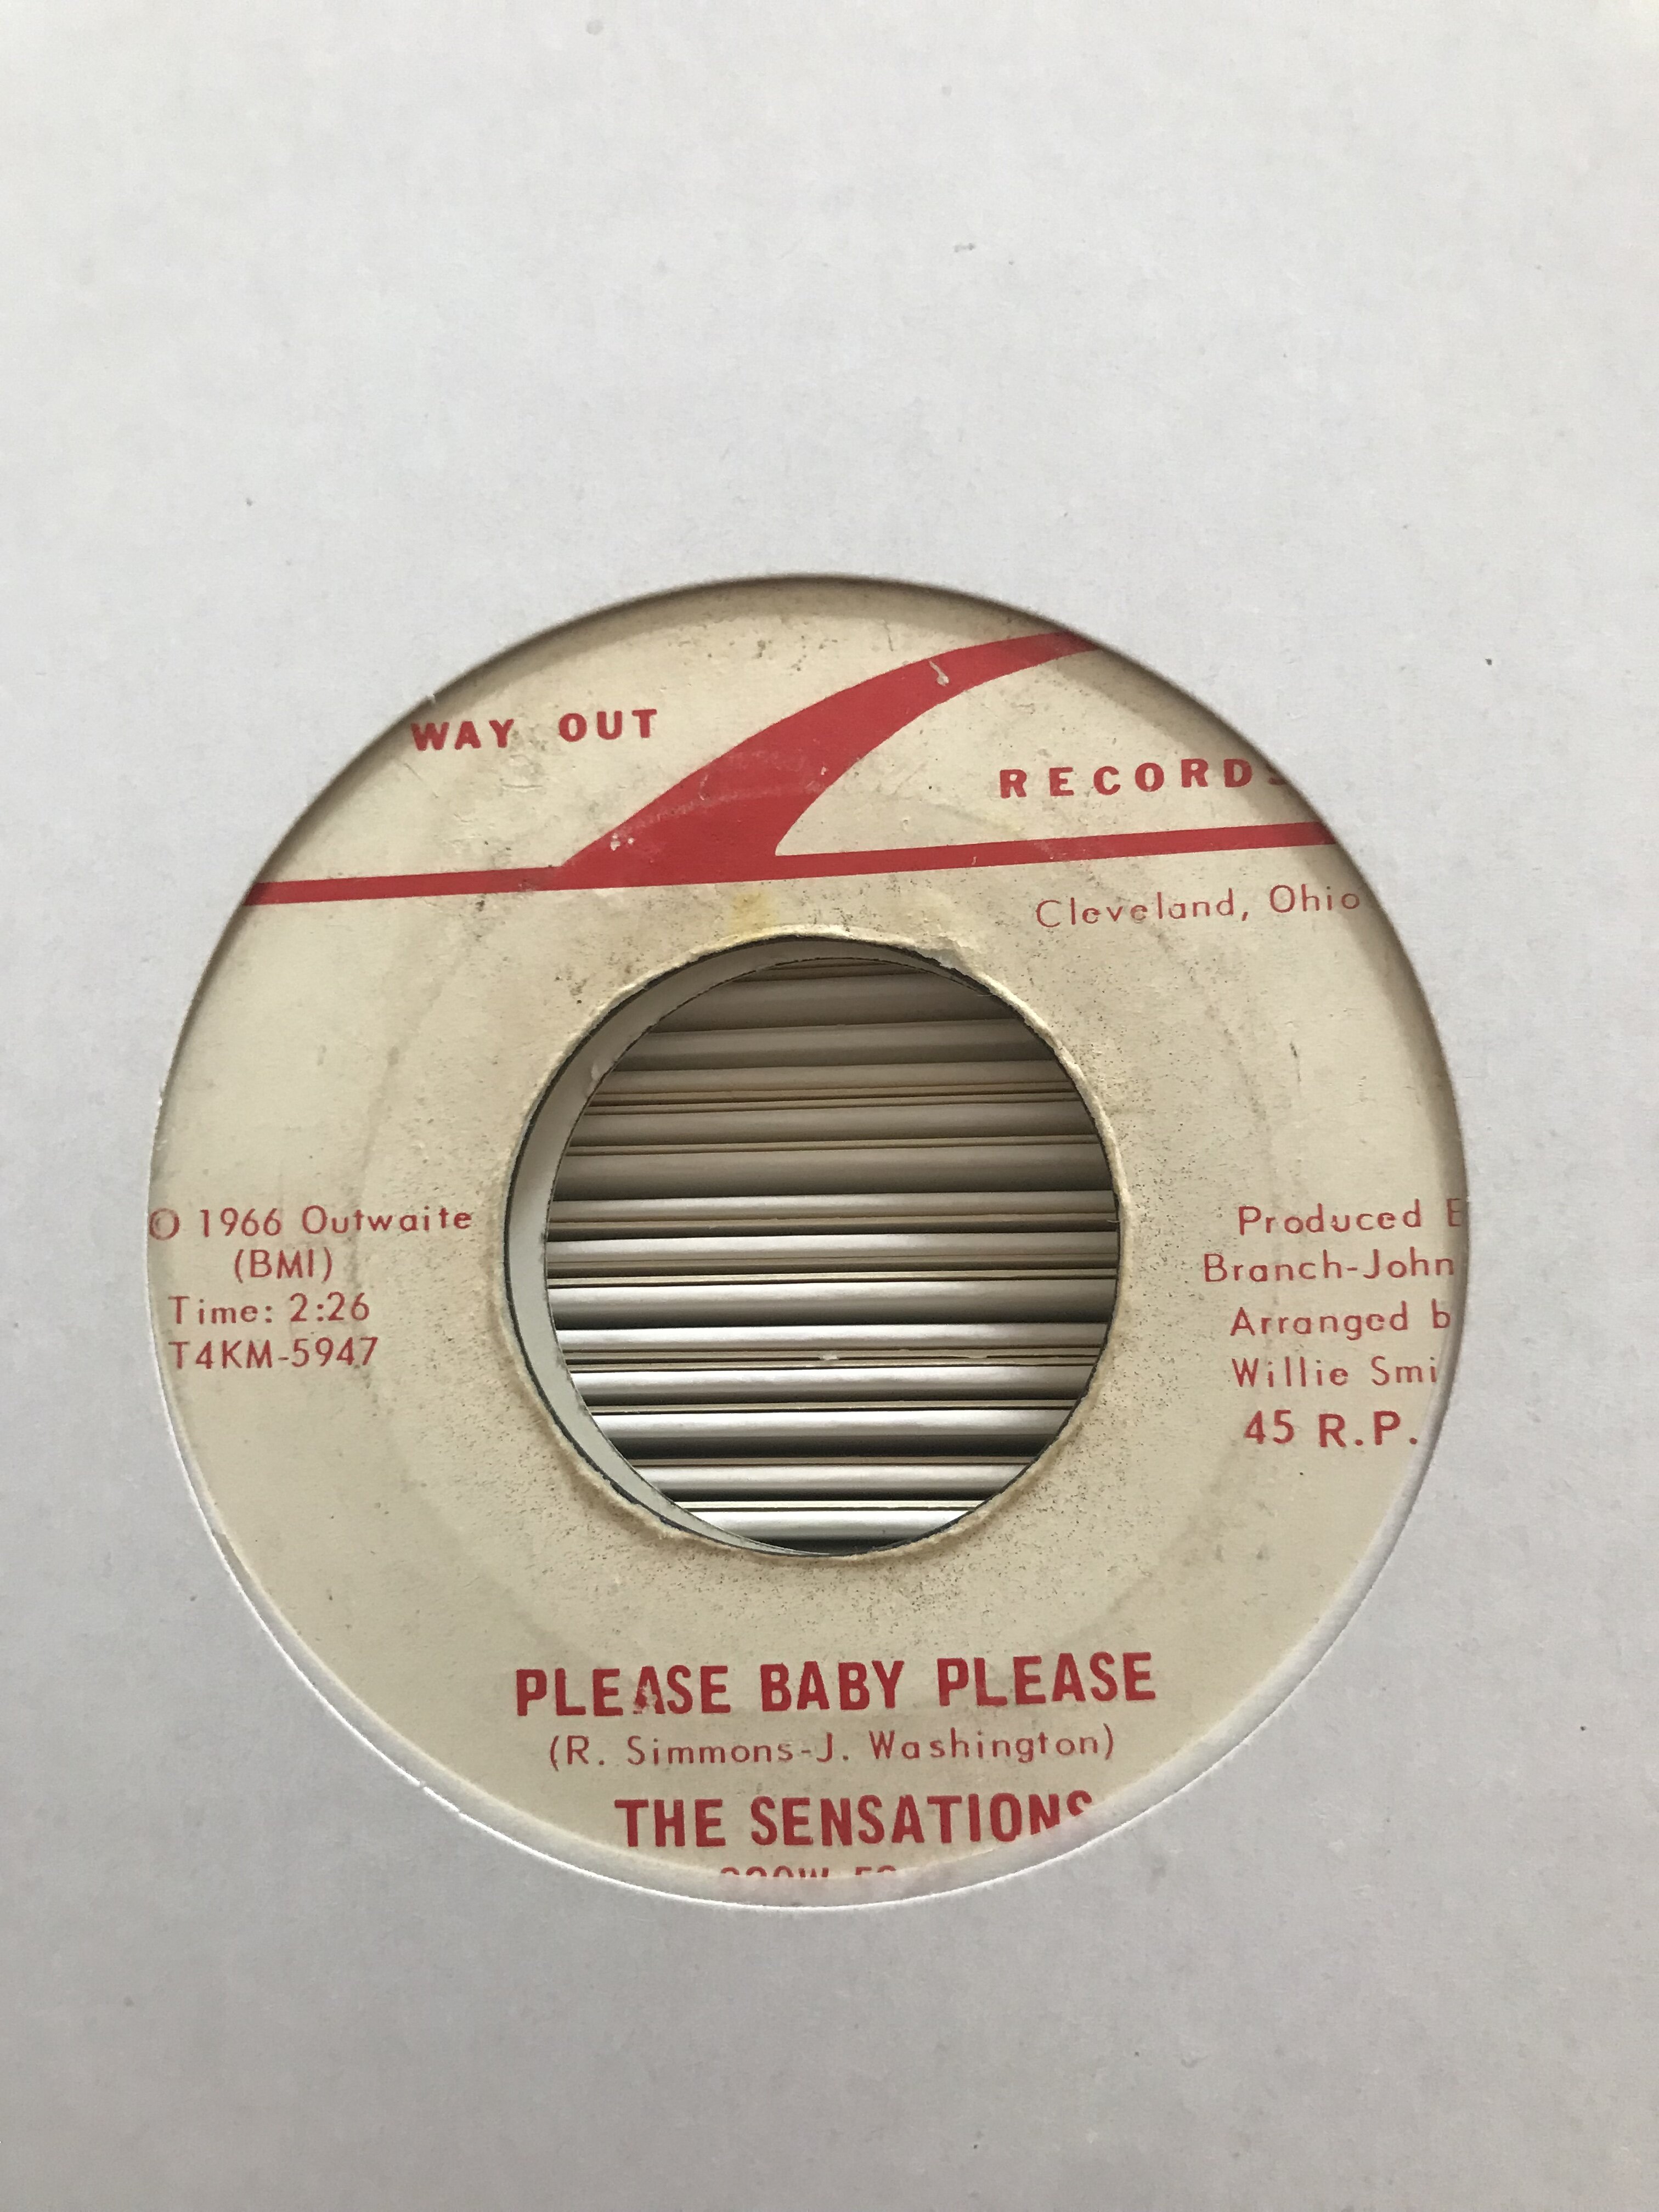 WAY OUT
RECORDS
Cleveland, Ohio
© 1966 Outwaite
(BMI)
Time: 2:26
T4KM-5947
Produced
Branch-John
Arranged b
Willie Smi
45 R.P.
PLEASE BABY PLEASE
(R. Simmons-J. Washington)
THE SENSATIONS